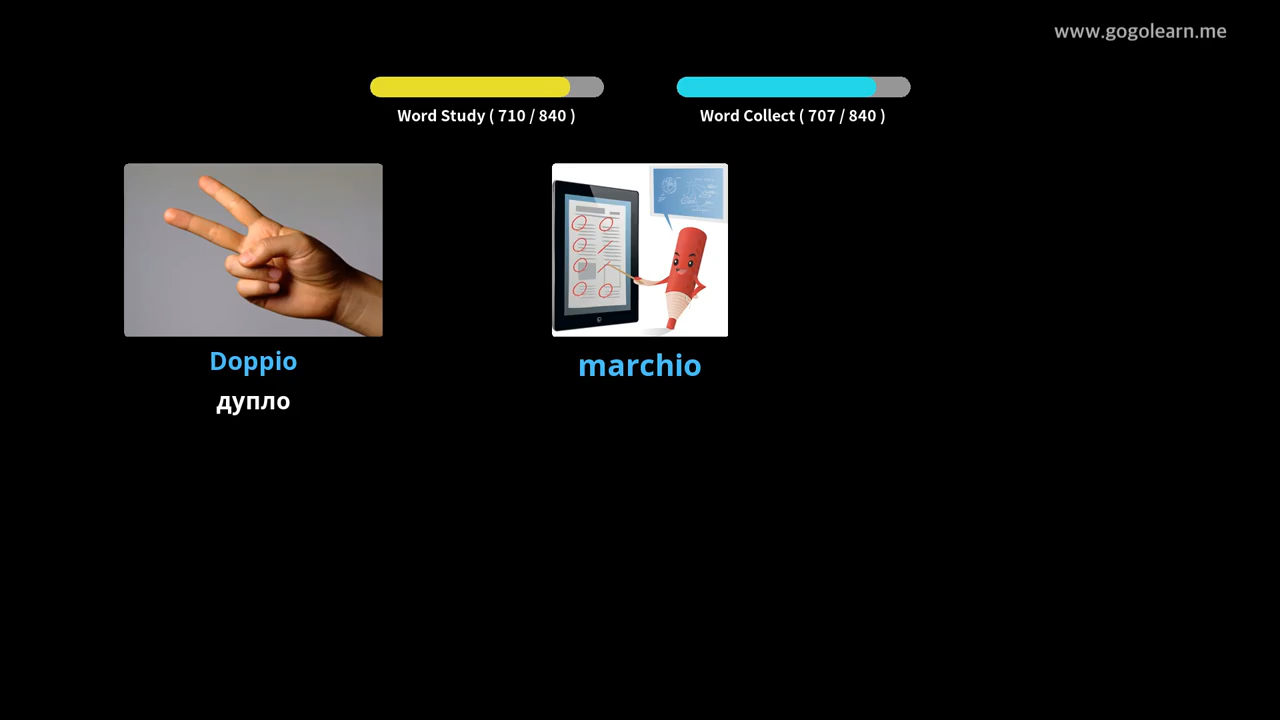 www.gogolearn.me
Word Study ( 710 / 840 )
Word Collect ( 707 / 840 )
Doppio
дупло
marchio